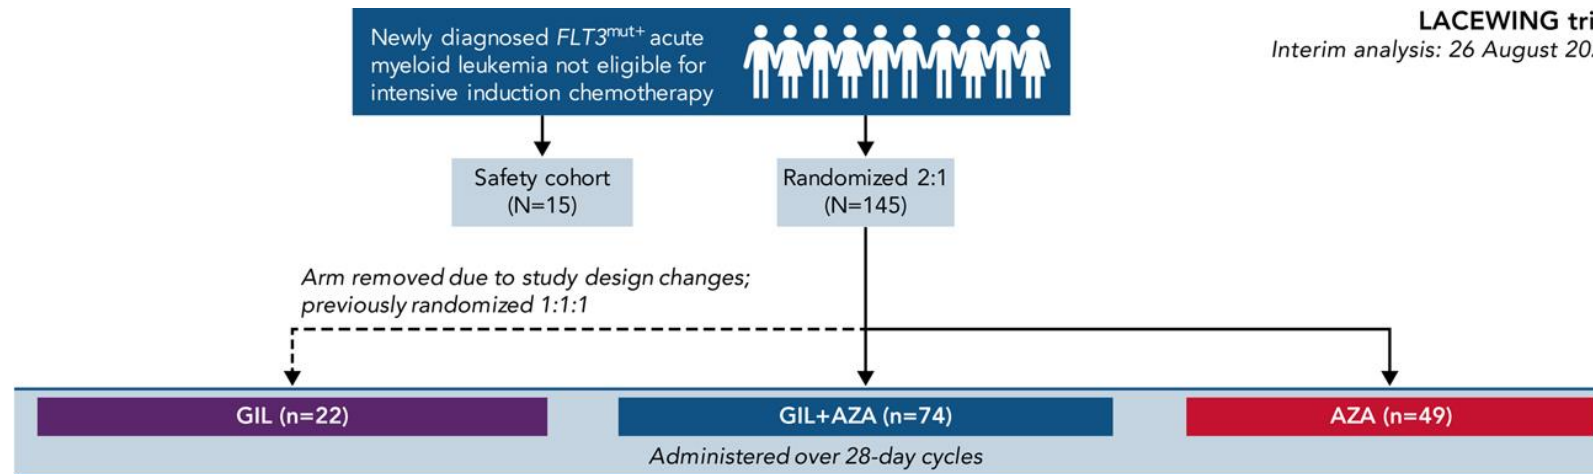 LACEWING tri
Interim analysis: 26 August 20
Newly diagnosed FLT3mut+ acute
myeloid leukemia not eligible for
intensive induction chemotherapy
Safety cohort
(N=15)
Randomized 2:1
(N=145)
Arm removed due to study design changes;
previously randomized 1:1:1
GIL (n=22)
GIL+AZA (n=74)
AZA (n=49)
Administered over 28-day cycles